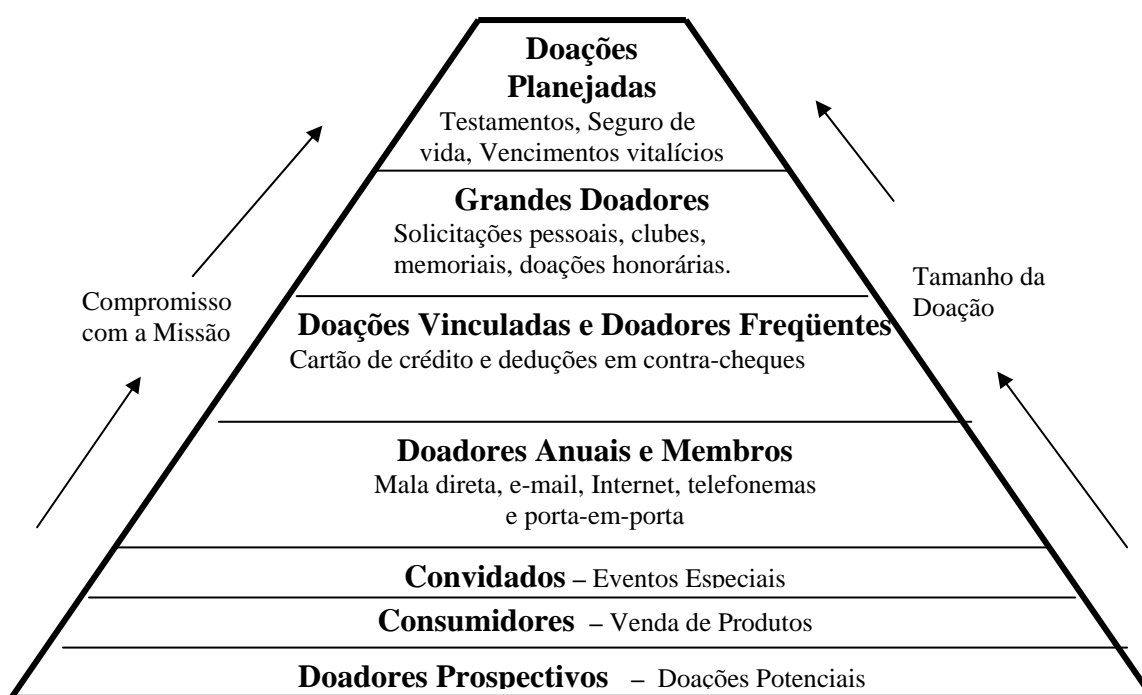 Doações
Planejadas
Testamentos, Seguro de
vida, Vencimentos vitalícios
Grandes Doadores
Solicitações pessoais, clubes,
memoriais, doações honorárias.
Compromisso
com a Missão
Tamanho da
Doação
Doações Vinculadas e Doadores Freqüentes
Cartão de crédito e deduções em contra-cheques
Doadores Anuais e Membros
Mala direta, e-mail, Internet, telefonemas
e porta-em-porta
Convidados – Eventos Especiais
Consumidores – Venda de Produtos
Doadores Prospectivos – Doações Potenciais